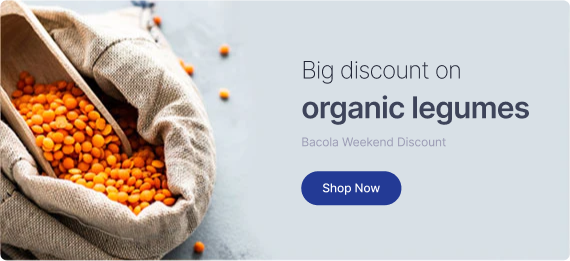 Big discount on
organic legumes
Bacola Weekend Discount
Shop Now